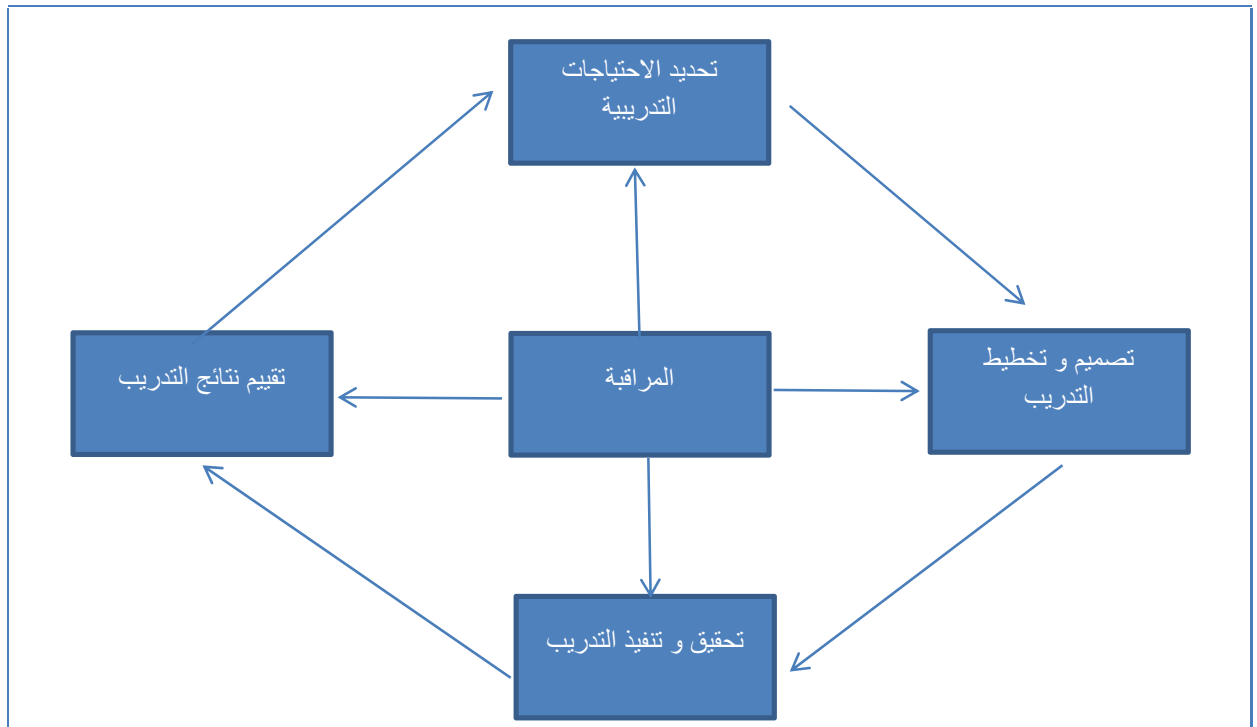 تحديد الاحتياجات
التدريبية
تصميم و تخطيط
التدريب
المراقبة
تقييم نتائج التدريب
تحقيق و تنفيذ التدريب